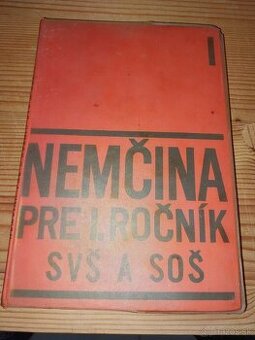 I
NEMČINA
PRE I. ROČNÍK
SVŠ A SOŠ